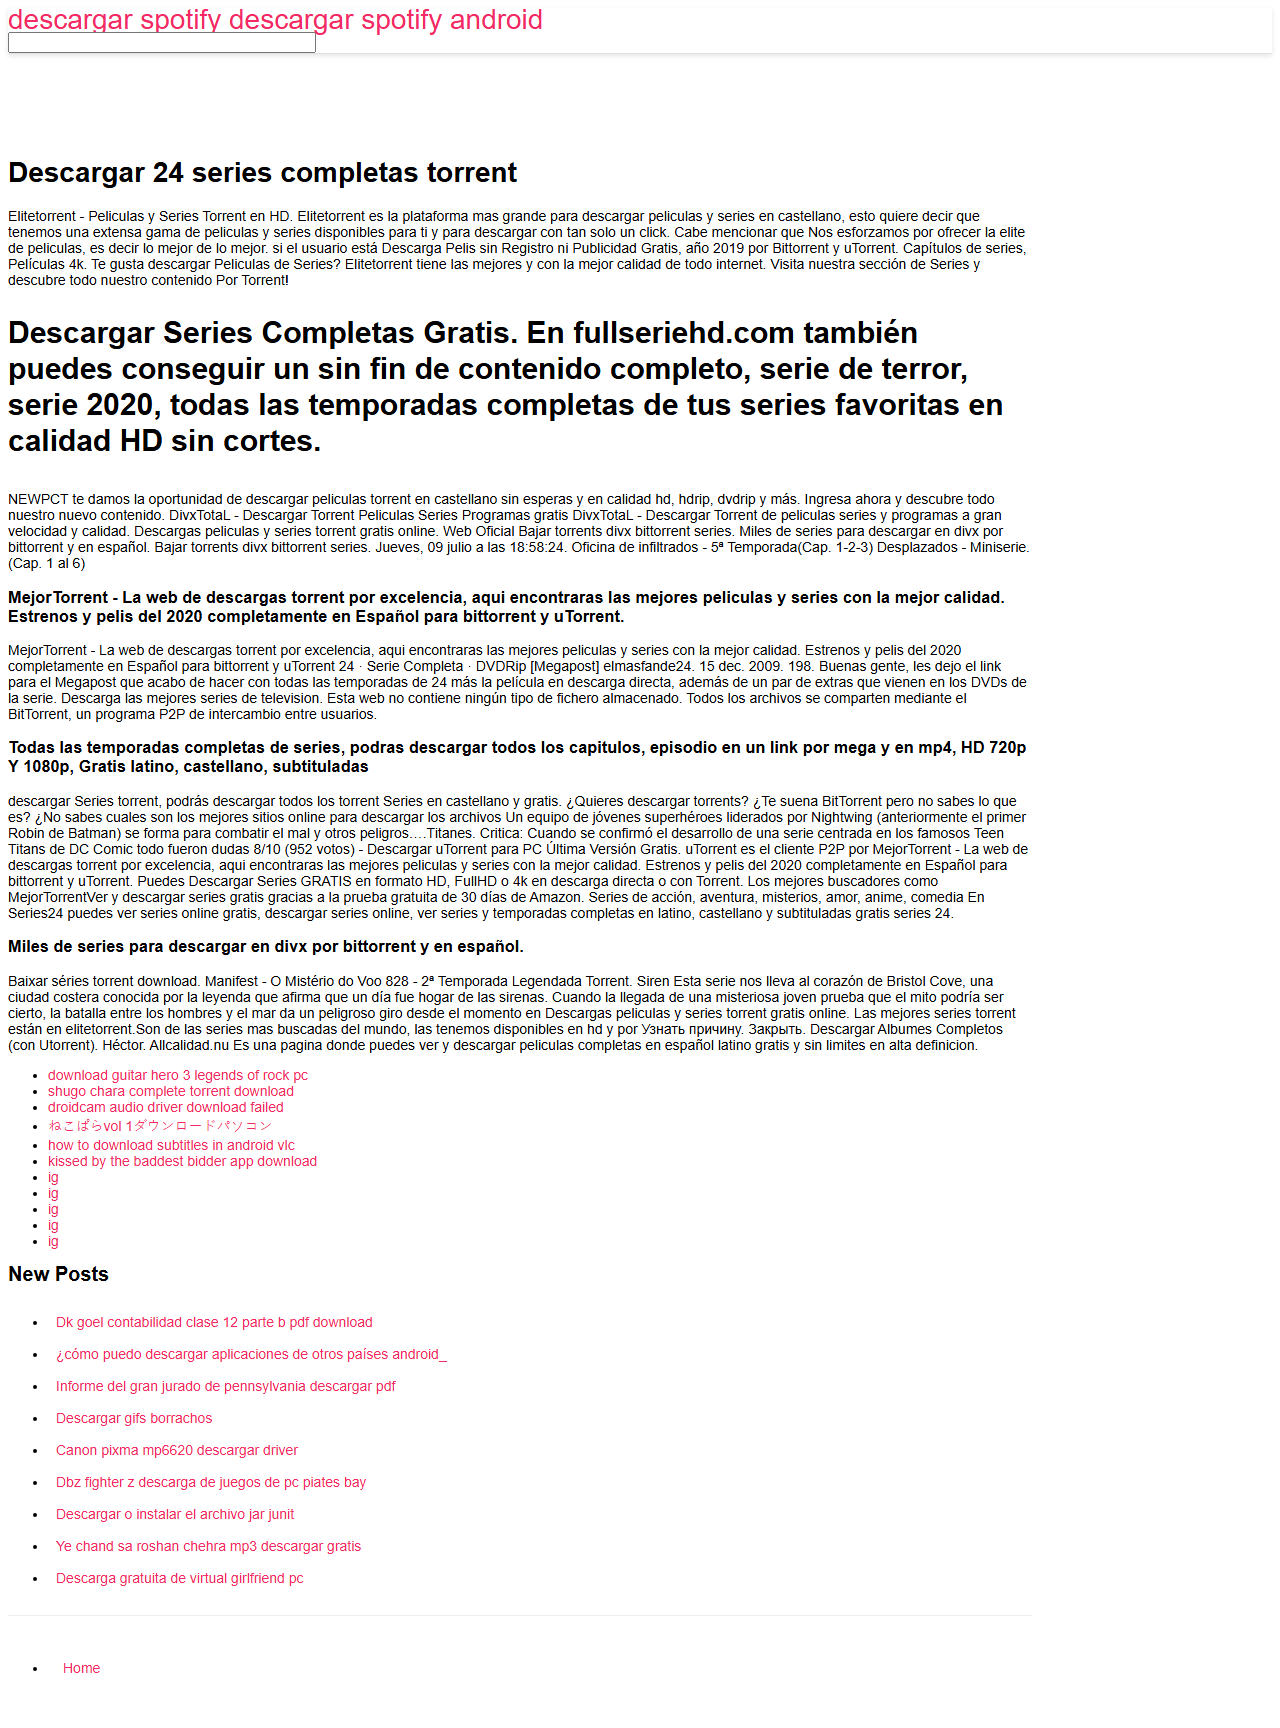 descargar spotify descargar spotify android
Descargar 24 series completas torrent
Elitetorrent - Peliculas y Series Torrent en HD. Elitetorrent es la plataforma mas grande para descargar peliculas y series en castellano, esto quiere decir que
tenemos una extensa gama de peliculas y series disponibles para ti y para descargar con tan solo un click. Cabe mencionar que Nos esforzamos por ofrecer la elite
de peliculas, es decir lo mejor de lo mejor. si el usuario está Descarga Pelis sin Registro ni Publicidad Gratis, año 2019 por Bittorrent y uTorrent. Capítulos de series,
Películas 4k. Te gusta descargar Peliculas de Series? Elitetorrent tiene las mejores y con la mejor calidad de todo internet. Visita nuestra sección de Series y
descubre todo nuestro contenido Por Torrent!
Descargar Series Completas Gratis. En fullseriehd.com también
puedes conseguir un sin fin de contenido completo, serie de terror,
serie 2020, todas las temporadas completas de tus series favoritas en
calidad HD sin cortes.
NEWPCT te damos la oportunidad de descargar peliculas torrent en castellano sin esperas y en calidad hd, hdrip, dvdrip y más. Ingresa ahora y descubre todo
nuestro nuevo contenido. DivxTotaL - Descargar Torrent Peliculas Series Programas gratis DivxTotaL - Descargar Torrent de peliculas series y programas a gran
velocidad y calidad. Descargas peliculas y series torrent gratis online. Web Oficial Bajar torrents divx bittorrent series. Miles de series para descargar en divx por
bittorrent y en español. Bajar torrents divx bittorrent series. Jueves, 09 julio a las 18:58:24. Oficina de infiltrados - 5ª Temporada(Cap. 1-2-3) Desplazados - Miniserie.
(Cap. 1 al 6)
MejorTorrent - La web de descargas torrent por excelencia, aqui encontraras las mejores peliculas y series con la mejor calidad.
Estrenos y pelis del 2020 completamente en Español para bittorrent y uTorrent.
MejorTorrent - La web de descargas torrent por excelencia, aqui encontraras las mejores peliculas y series con la mejor calidad. Estrenos y pelis del 2020
completamente en Español para bittorrent y uTorrent 24 · Serie Completa · DVDRip [Megapost] elmasfande24. 15 dec. 2009. 198. Buenas gente, les dejo el link
para el Megapost que acabo de hacer con todas las temporadas de 24 más la película en descarga directa, además de un par de extras que vienen en los DVDs de
la serie. Descarga las mejores series de television. Esta web no contiene ningún tipo de fichero almacenado. Todos los archivos se comparten mediante el
BitTorrent, un programa P2P de intercambio entre usuarios.
Todas las temporadas completas de series, podras descargar todos los capitulos, episodio en un link por mega y en mp4, HD 720p
Y 1080p, Gratis latino, castellano, subtituladas
descargar Series torrent, podrás descargar todos los torrent Series en castellano y gratis. ¿Quieres descargar torrents? ¿Te suena BitTorrent pero no sabes lo que
es? ¿No sabes cuales son los mejores sitios online para descargar los archivos Un equipo de jóvenes superhéroes liderados por Nightwing (anteriormente el primer
Robin de Batman) se forma para combatir el mal y otros peligros….Titanes. Critica: Cuando se confirmó el desarrollo de una serie centrada en los famosos Teen
Titans de DC Comic todo fueron dudas 8/10 (952 votos) - Descargar uTorrent para PC Última Versión Gratis. uTorrent es el cliente P2P por MejorTorrent - La web de
descargas torrent por excelencia, aqui encontraras las mejores peliculas y series con la mejor calidad. Estrenos y pelis del 2020 completamente en Español para
bittorrent y uTorrent. Puedes Descargar Series GRATIS en formato HD, FullHD o 4k en descarga directa o con Torrent. Los mejores buscadores como
MejorTorrentVer y descargar series gratis gracias a la prueba gratuita de 30 días de Amazon. Series de acción, aventura, misterios, amor, anime, comedia En
Series24 puedes ver series online gratis, descargar series online, ver series y temporadas completas en latino, castellano y subtituladas gratis series 24.
Miles de series para descargar en divx por bittorrent y en español.
Baixar séries torrent download. Manifest - O Mistério do Voo 828 - 2ª Temporada Legendada Torrent. Siren Esta serie nos lleva al corazón de Bristol Cove, una
ciudad costera conocida por la leyenda que afirma que un día fue hogar de las sirenas. Cuando la llegada de una misteriosa joven prueba que el mito podría ser
cierto, la batalla entre los hombres y el mar da un peligroso giro desde el momento en Descargas peliculas y series torrent gratis online. Las mejores series torrent
están en elitetorrent.Son de las series mas buscadas del mundo, las tenemos disponibles en hd y por Узнать причину. Закрыть. Descargar Albumes Completos
(con Utorrent). Héctor. Allcalidad.nu Es una pagina donde puedes ver y descargar peliculas completas en español latino gratis y sin limites en alta definicion.
download guitar hero 3 legends of rock pc
shugo chara complete torrent download
droidcam audio driver download failed
ねこぱらvol 1ダウンロードパソコン
how to download subtitles in android vlc
kissed by the baddest bidder app download
ig
ig
ig
ig
ig
New Posts
Dk goel contabilidad clase 12 parte b pdf download
¿cómo puedo descargar aplicaciones de otros países android_
Informe del gran jurado de pennsylvania descargar pdf
Descargar gifs borrachos
Canon pixma mp6620 descargar driver
Dbz fighter z descarga de juegos de pc piates bay
Descargar o instalar el archivo jar junit
Ye chand sa roshan chehra mp3 descargar gratis
Descarga gratuita de virtual girlfriend pc
Home